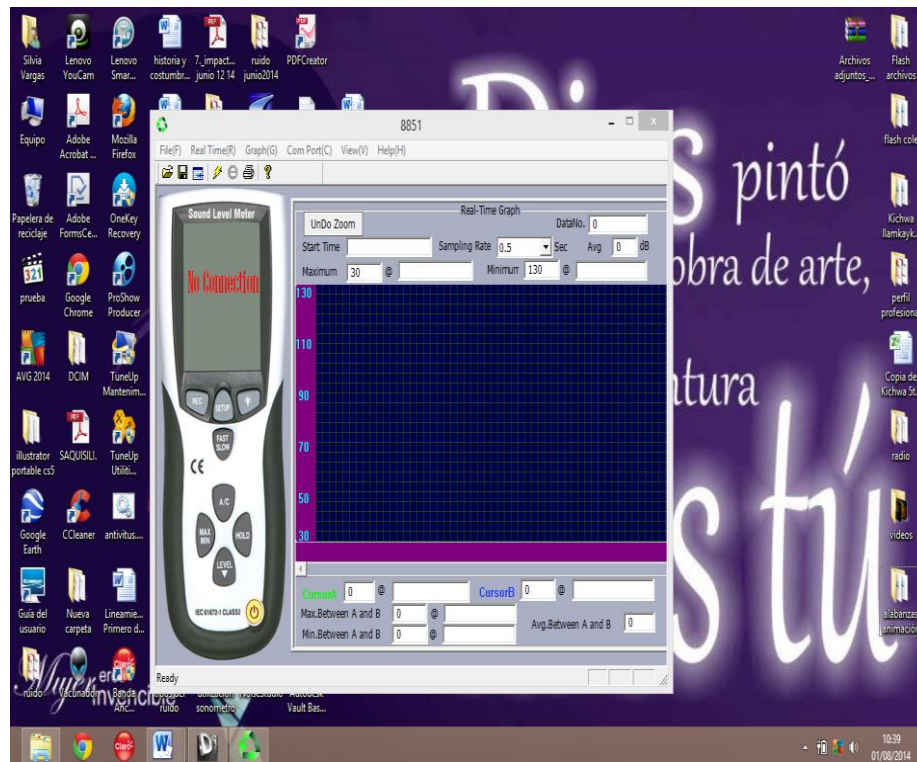 Silvia Vargas
Lenovo YouCam
Lenovo Smar...
historia y costumbr...
7._impact... junio 12 14
ruido junio2014
PDFCreator
Archivos adjuntos_...
Flash archivos
Equipo
Adobe Acrobat ...
Mozilla Firefox
flash cole
Papelera de reciclaje
Adobe FormsCe...
OneKey Recovery
Kichwa llamkayk...
prueba
Google Chrome
ProShow Producer
perfil profesiona
AVG 2014
DCIM
TuneUp Mantenim...
Copia de Kichwa 5t.
illustrator portable cs5
SAQUISILI.
TuneUp Utiliti...
radio
Google Earth
CCleaner
antivitus....
videos
Guía del usuario
Nueva carpeta
Lineamie... Primero d...
alabanzas animación
ruido
Vacunador
Banda Anc...
ruido
sonometro
Vault Bas...
pintó
obra de arte,
tú
Mujer eres
invencible
8851
File(F) Real Time(R) Graph(G) Com Port(C) View(V) Help(H)
Sound Level Meter
No Connection
REC
SETUP
FAST SLOW
CE
A/C
MAX MIN
HOLD
LEVEL
IEC 61672-1 CLASS2
Real-Time Graph
UnDo Zoom
DataNo. 0
Start Time
Sampling Rate 0.5 Sec
Avg 0 dB
Maximum 30 @
Minimum 130 @
130
110
90
70
50
30
CursorA 0 @
CursorB 0 @
Max.Between A and B 0 @
Min.Between A and B 0 @
Avg.Between A and B 0
Ready
Claro
10:39
01/08/2014